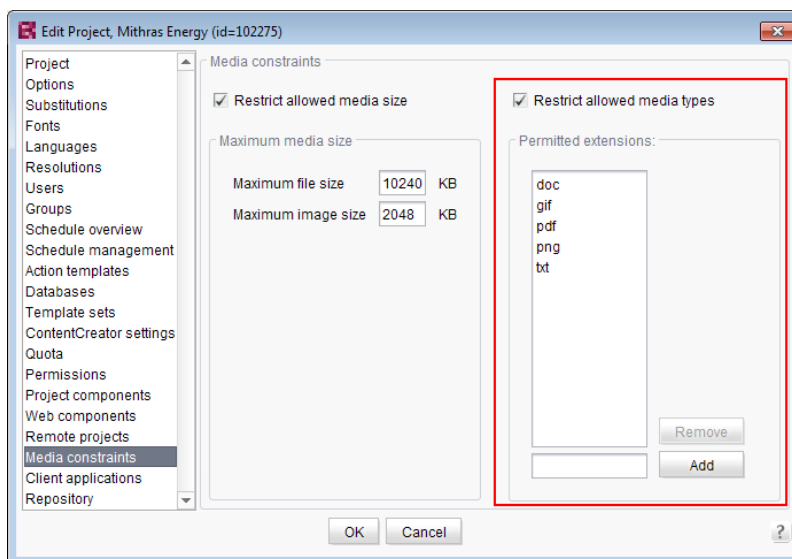 Edit Project, Mithras Energy (id=102275)
Project
Options
Substitutions
Fonts
Languages
Resolutions
Users
Groups
Schedule overview
Schedule management
Action templates
Databases
Template sets
ContentCreator settings
Quota
Permissions
Project components
Web components
Remote projects
Media constraints
Client applications
Repository
Media constraints
Restrict allowed media size
Maximum media size
Maximum file size 10240 KB
Maximum image size 2048 KB
Restrict allowed media types
Permitted extensions:
doc
gif
pdf
png
txt
Remove
Add
OK Cancel
?